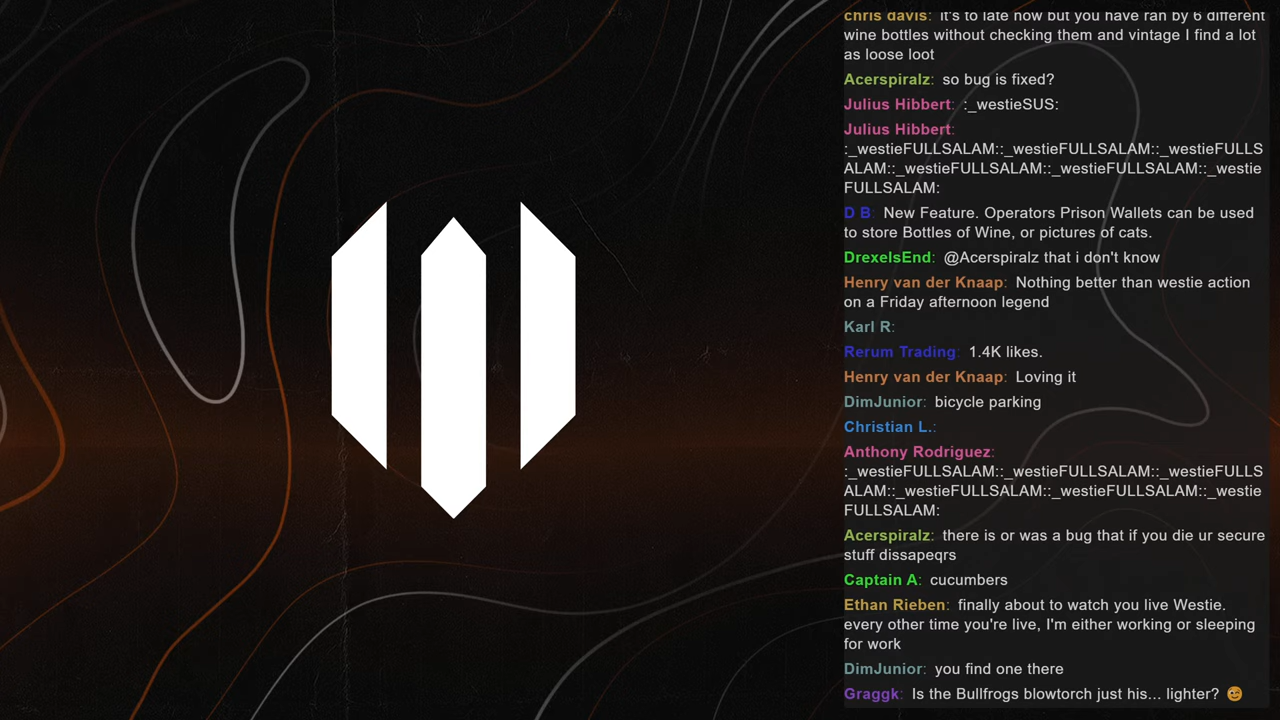 chris davis: it's to late now but you have ran by 6 different
wine bottles without checking them and vintage I find a lot
as loose loot
Acerspiralz: so bug is fixed?
Julius Hibbert: :_westieSUS:
Julius Hibbert:
:_westieFULLSALAM::_westieFULLSALAM::_westieFULLS
ALAM::_westieFULLSALAM::_westieFULLSALAM::_westie
FULLSALAM:
D B: New Feature. Operators Prison Wallets can be used
to store Bottles of Wine, or pictures of cats.
DrexelsEnd: @Acerspiralz that i don't know
Henry van der Knaap: Nothing better than westie action
on a Friday afternoon legend
Karl R:
Rerum Trading: 1.4K likes.
Henry van der Knaap: Loving it
DimJunior: bicycle parking
Christian L.:
Anthony Rodriguez:
:_westieFULLSALAM::_westieFULLSALAM::_westieFULLS
ALAM::_westieFULLSALAM::_westieFULLSALAM::_westie
FULLSALAM:
Acerspiralz: there is or was a bug that if you die ur secure
stuff dissapeqrs
Captain A: cucumbers
Ethan Rieben: finally about to watch you live Westie.
every other time you're live, I'm either working or sleeping
for work
DimJunior: you find one there
Graggk: Is the Bullfrogs blowtorch just his... lighter? 😉